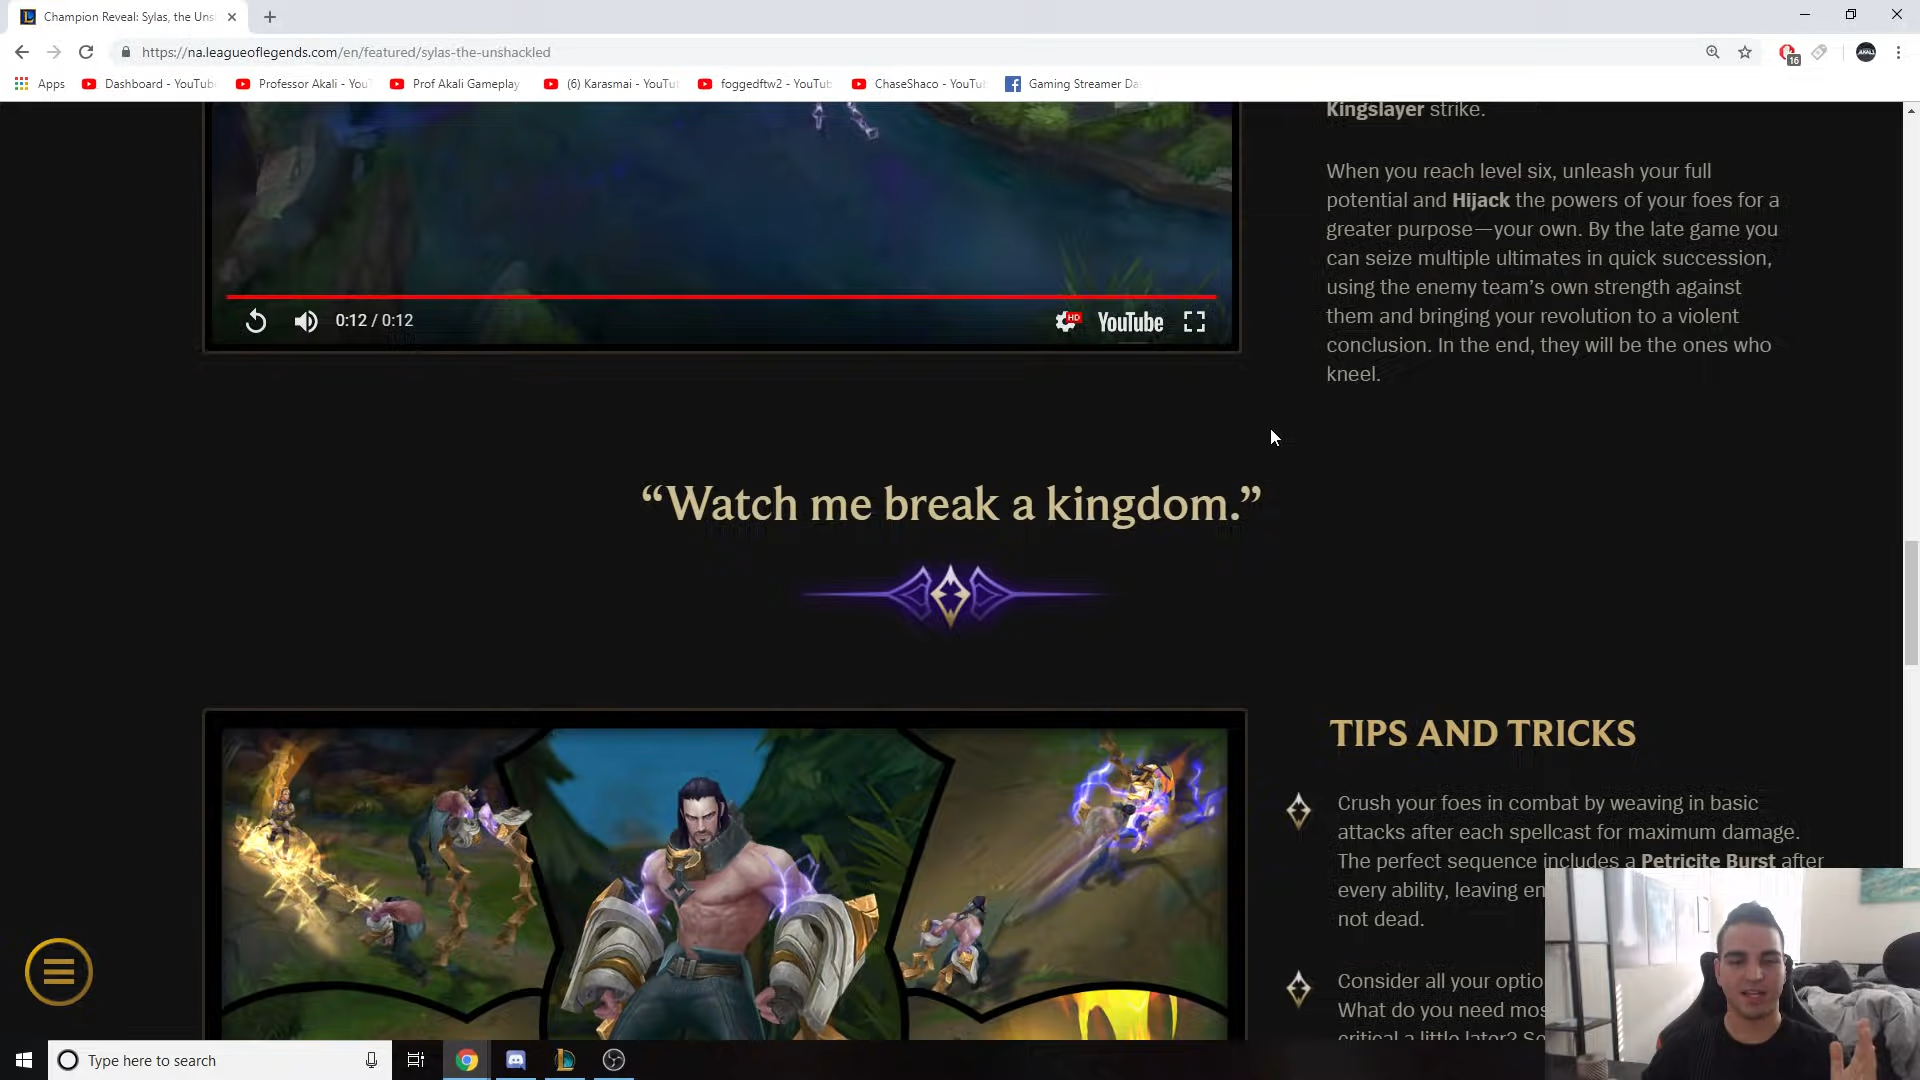 Champion Reveal: Sylas, the Uns
https://na.leagueoflegends.com/en/featured/sylas-the-unshackled
16
Apps
Dashboard - YouTub
Professor Akali - You
Prof Akali Gameplay
(6) Karasmai - YouTu
foggedftw2 - YouTub
ChaseShaco - YouTu
Gaming Streamer Da
Kingslayer strike.
When you reach level six, unleash your full
potential and Hijack the powers of your foes for a
greater purpose—your own. By the late game you
can seize multiple ultimates in quick succession,
using the enemy team’s own strength against
them and bringing your revolution to a violent
conclusion. In the end, they will be the ones who
kneel.
0:12 / 0:12
HD
YouTube
“Watch me break a kingdom.”
TIPS AND TRICKS
Crush your foes in combat by weaving in basic
attacks after each spellcast for maximum damage.
The perfect sequence includes a Petricite Burst after
every ability, leaving en
not dead.
Consider all your optio
What do you need mos
critical a little later? So
Type here to search